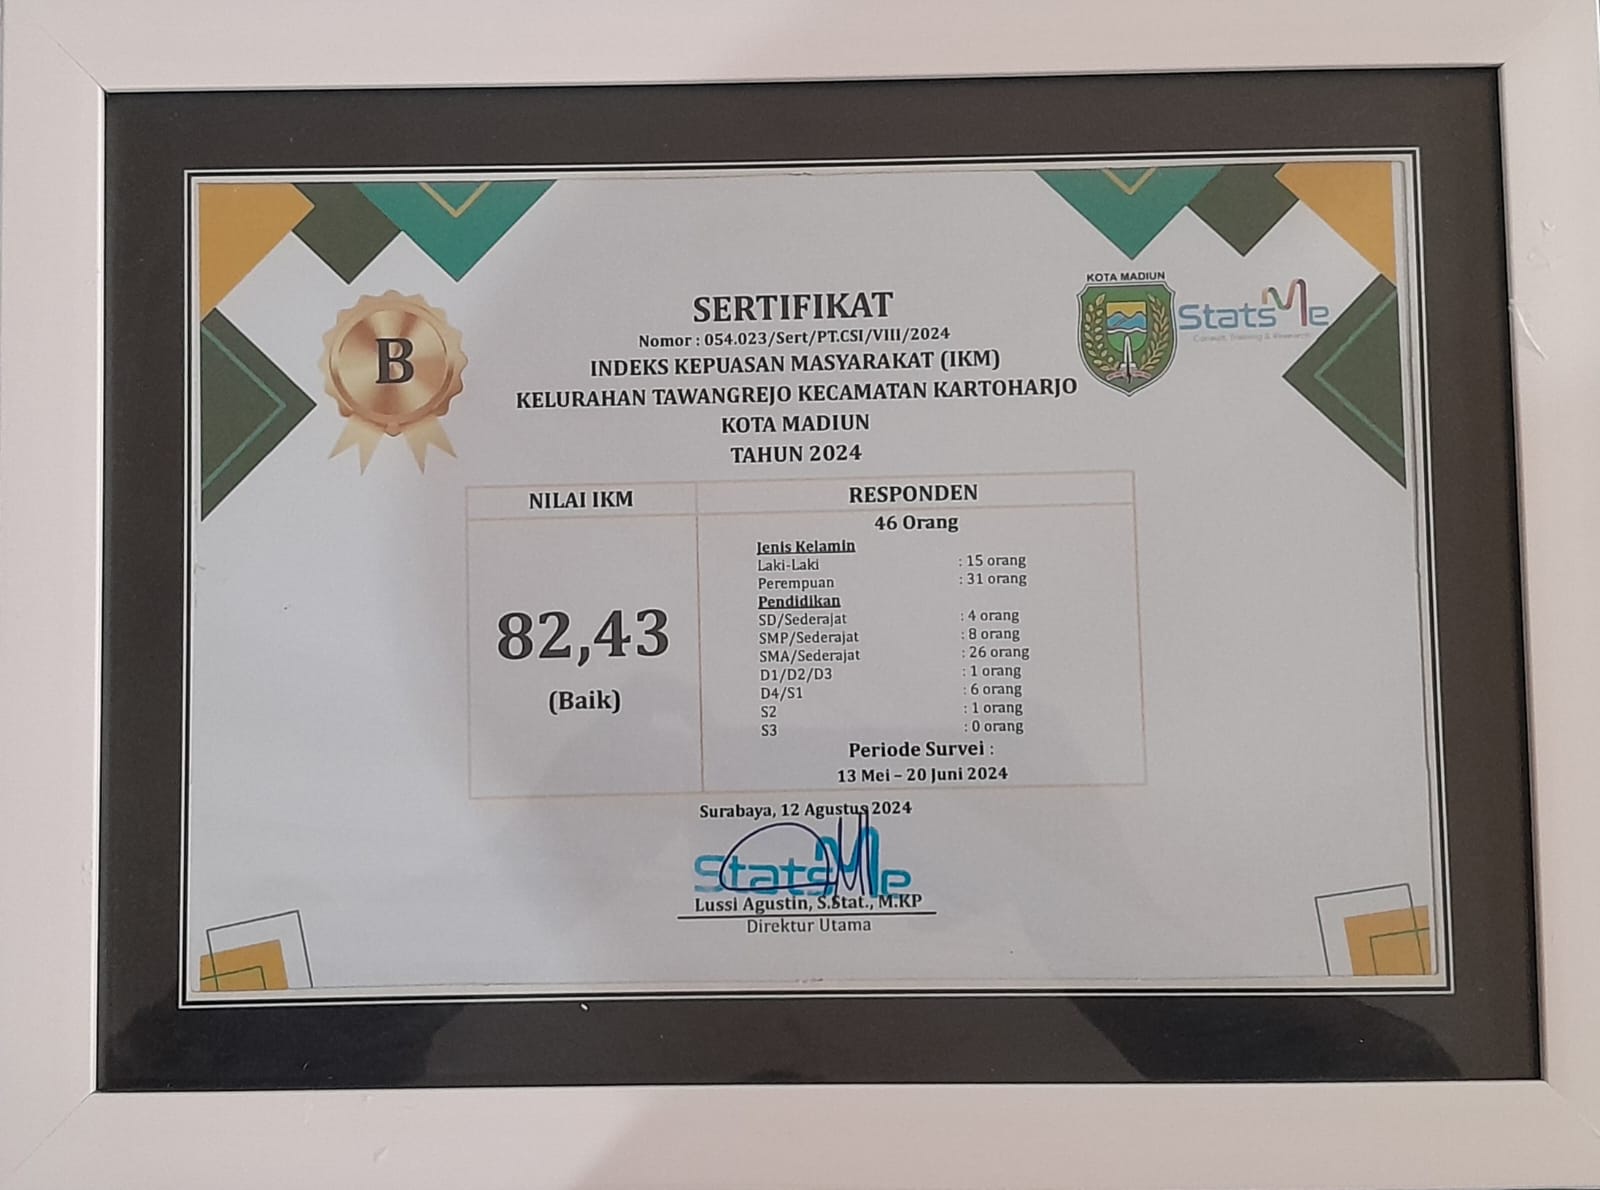 KOTA MADIUN
StatsMe
Consult, Training & Research
B
SERTIFIKAT
Nomor : 054.023/Sert/PT.CSI/VIII/2024
INDEKS KEPUASAN MASYARAKAT (IKM)
KELURAHAN TAWANGREJO KECAMATAN KARTOHARJO
KOTA MADIUN
TAHUN 2024
NILAI IKM
82,43
(Baik)
RESPONDEN
46 Orang
Jenis Kelamin
Laki-Laki : 15 orang
Perempuan : 31 orang
Pendidikan
SD/Sederajat : 4 orang
SMP/Sederajat : 8 orang
SMA/Sederajat : 26 orang
D1/D2/D3 : 1 orang
D4/S1 : 6 orang
S2 : 1 orang
S3 : 0 orang
Periode Survei :
13 Mei – 20 Juni 2024
Surabaya, 12 Agustus 2024
StatsMe
Lussi Agustin, S.Stat., M.KP
Direktur Utama